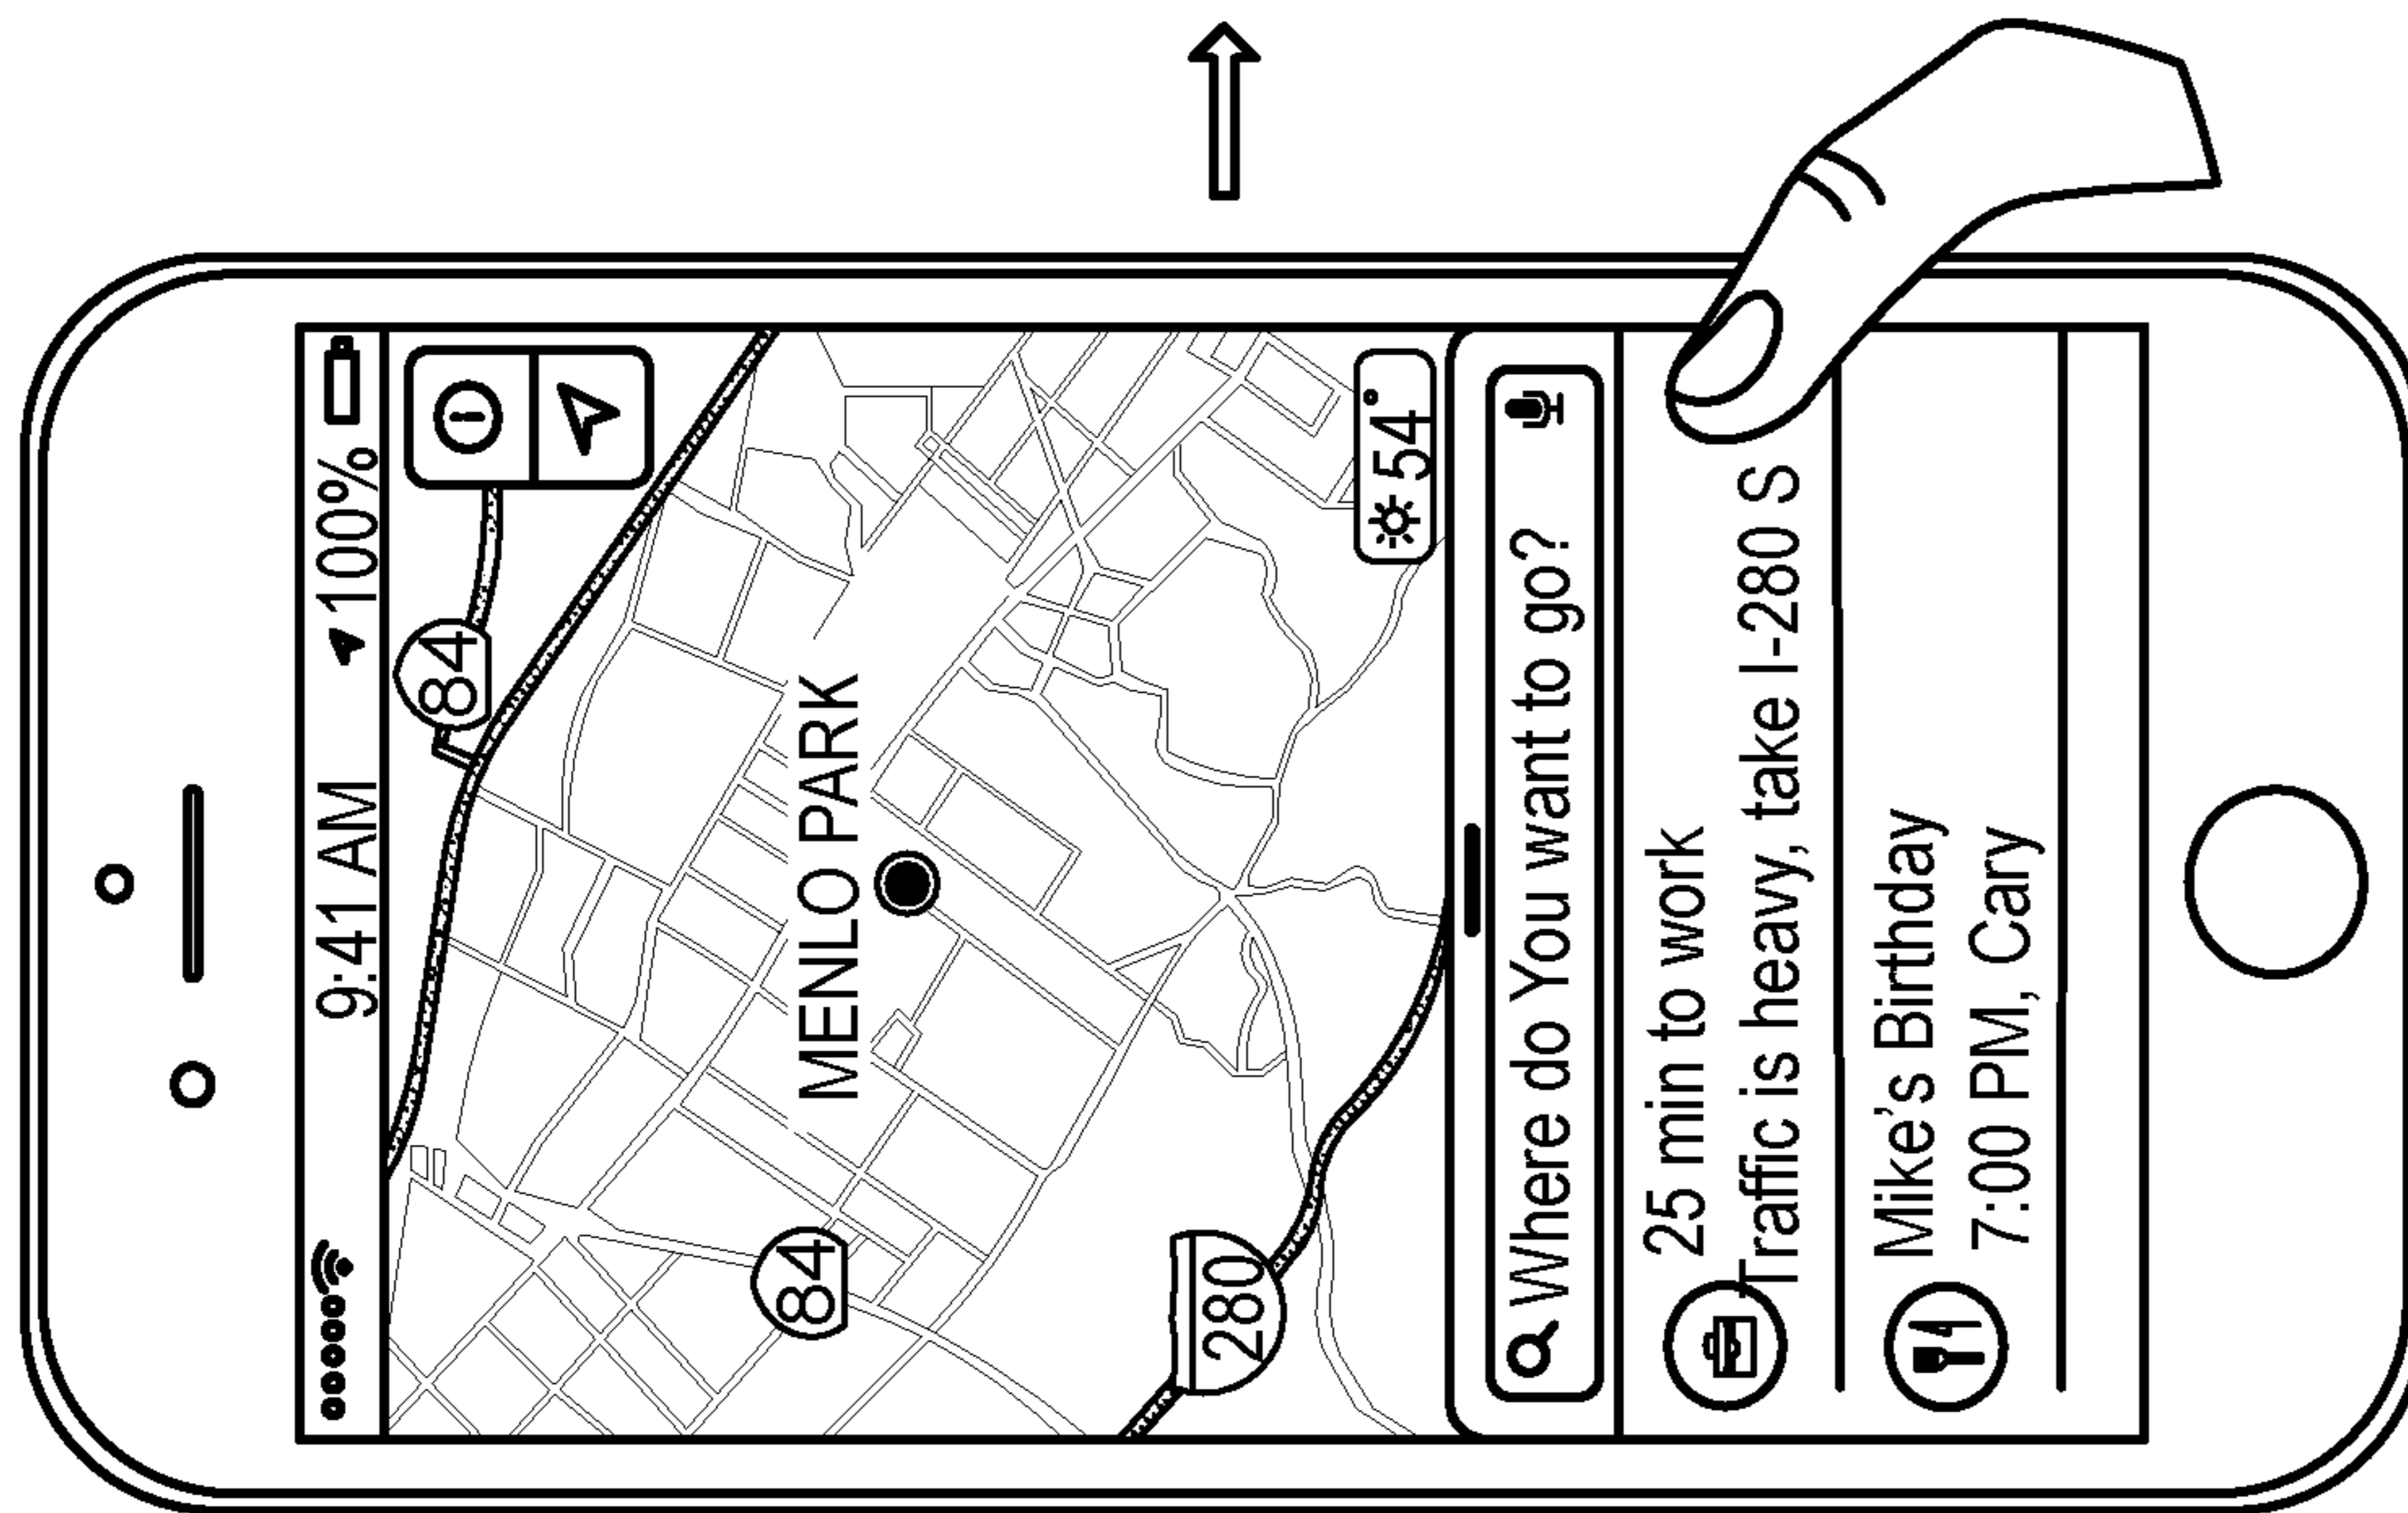 9:41 AM 100%
84
MENLO PARK
84
280
54°
Where do You want to go?
25 min to work
Traffic is heavy, take I-280 S
Mike's Birthday
7:00 PM, Cary